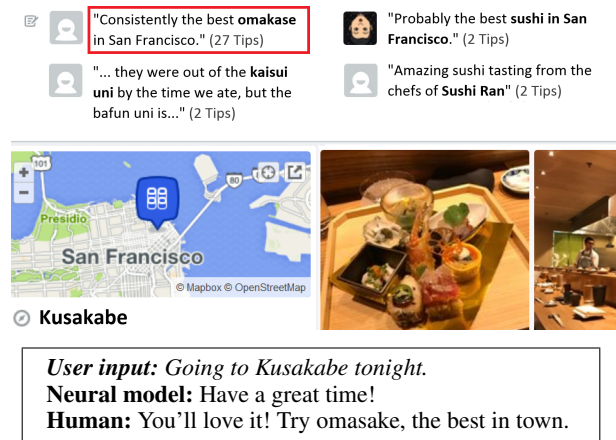 "Consistently the best omakase
in San Francisco." (27 Tips)
"Probably the best sushi in San
Francisco." (2 Tips)
"... they were out of the kaisui
uni by the time we ate, but the
bafun uni is..." (2 Tips)
"Amazing sushi tasting from the
chefs of Sushi Ran" (2 Tips)
101
+
−
80
Presidio
San Francisco
© Mapbox © OpenStreetMap
Kusakabe
User input: Going to Kusakabe tonight.
Neural model: Have a great time!
Human: You'll love it! Try omasake, the best in town.